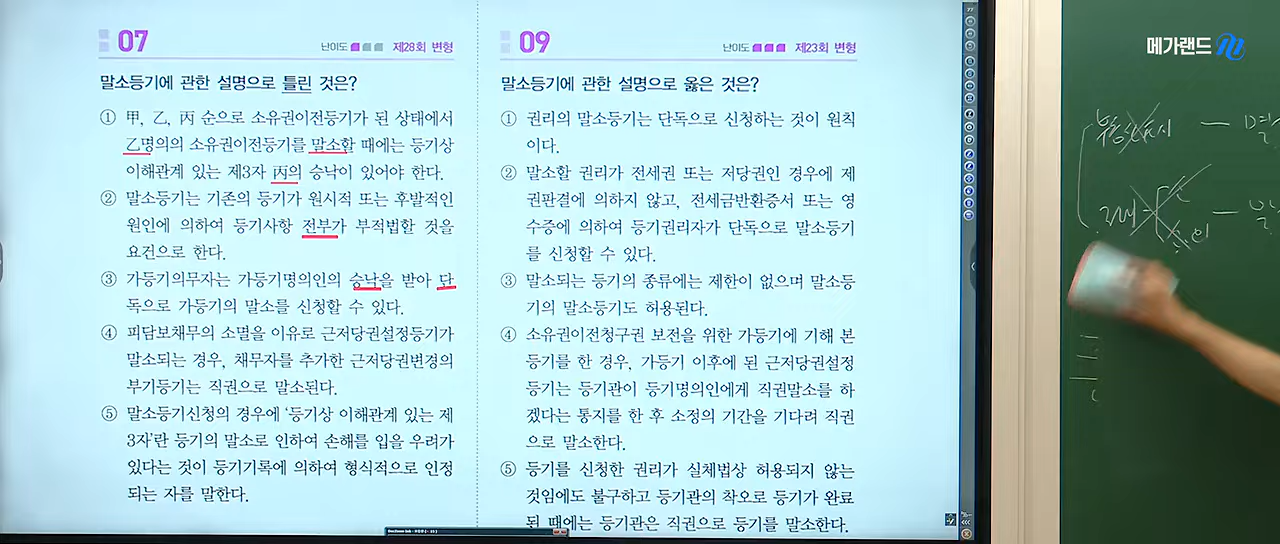 07
난이도
제28회 변형
말소등기에 관한 설명으로 틀린 것은?
① 甲, 乙, 丙 순으로 소유권이전등기가 된 상태에서
乙명의의 소유권이전등기를 말소할 때에는 등기상
이해관계 있는 제3자 丙의 승낙이 있어야 한다.
② 말소등기는 기존의 등기가 원시적 또는 후발적인
원인에 의하여 등기사항 전부가 부적법할 것을
요건으로 한다.
③ 가등기의무자는 가등기명의인의 승낙을 받아 단
독으로 가등기의 말소를 신청할 수 있다.
④ 피담보채무의 소멸을 이유로 근저당권설정등기가
말소되는 경우, 채무자를 추가한 근저당권변경의
부기등기는 직권으로 말소된다.
⑤ 말소등기신청의 경우에 '등기상 이해관계 있는 제
3자'란 등기의 말소로 인하여 손해를 입을 우려가
있다는 것이 등기기록에 의하여 형식적으로 인정
되는 자를 말한다.
09
난이도
제23회 변형
말소등기에 관한 설명으로 옳은 것은?
① 권리의 말소등기는 단독으로 신청하는 것이 원칙
이다.
② 말소할 권리가 전세권 또는 저당권인 경우에 제
권판결에 의하지 않고, 전세금반환증서 또는 영
수증에 의하여 등기권리자가 단독으로 말소등기
를 신청할 수 있다.
③ 말소되는 등기의 종류에는 제한이 없으며 말소등
기의 말소등기도 허용된다.
④ 소유권이전청구권 보전을 위한 가등기에 기해 본
등기를 한 경우, 가등기 이후에 된 근저당권설정
등기는 등기관이 등기명의인에게 직권말소를 하
겠다는 통지를 한 후 소정의 기간을 기다려 직권
으로 말소한다.
⑤ 등기를 신청한 권리가 실체법상 허용되지 않는
것임에도 불구하고 등기관의 착오로 등기가 완료
된 때에는 등기관은 직권으로 등기를 말소한다.
메가랜드